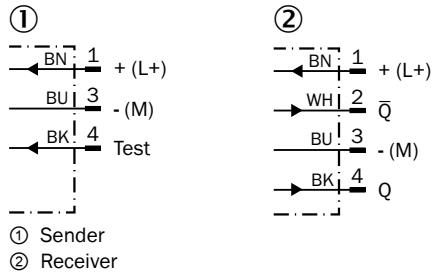 ① ②
BN 1 + (L+)
BU 3 - (M)
BK 4 Test
BN 1 + (L+)
WH 2 Q̅
BU 3 - (M)
BK 4 Q
① Sender
② Receiver